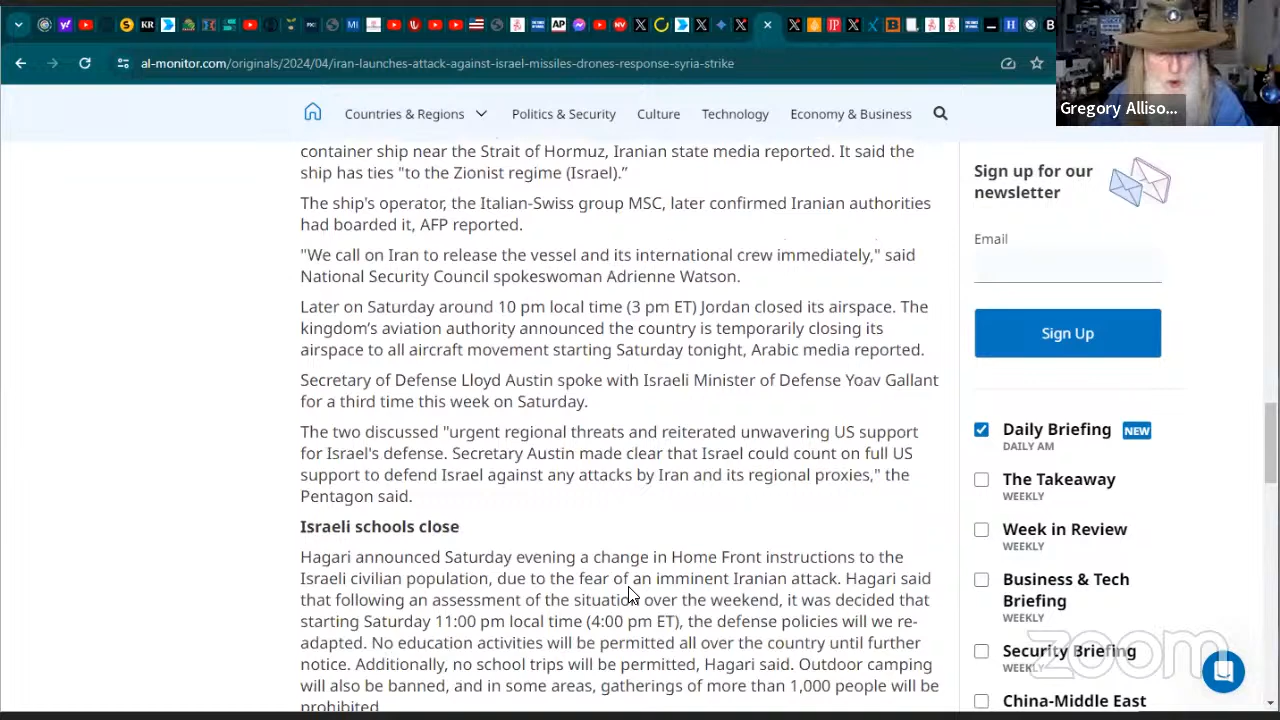 al-monitor.com/originals/2024/04/iran-launches-attack-against-israel-missiles-drones-response-syria-strike
Gregory Alliso...
Countries & Regions
Politics & Security
Culture
Technology
Economy & Business
container ship near the Strait of Hormuz, Iranian state media reported. It said the
ship has ties "to the Zionist regime (Israel).”
The ship's operator, the Italian-Swiss group MSC, later confirmed Iranian authorities
had boarded it, AFP reported.
"We call on Iran to release the vessel and its international crew immediately," said
National Security Council spokeswoman Adrienne Watson.
Later on Saturday around 10 pm local time (3 pm ET) Jordan closed its airspace. The
kingdom’s aviation authority announced the country is temporarily closing its
airspace to all aircraft movement starting Saturday tonight, Arabic media reported.
Secretary of Defense Lloyd Austin spoke with Israeli Minister of Defense Yoav Gallant
for a third time this week on Saturday.
The two discussed "urgent regional threats and reiterated unwavering US support
for Israel's defense. Secretary Austin made clear that Israel could count on full US
support to defend Israel against any attacks by Iran and its regional proxies," the
Pentagon said.
Israeli schools close
Hagari announced Saturday evening a change in Home Front instructions to the
Israeli civilian population, due to the fear of an imminent Iranian attack. Hagari said
that following an assessment of the situation over the weekend, it was decided that
starting Saturday 11:00 pm local time (4:00 pm ET), the defense policies will we re-
adapted. No education activities will be permitted all over the country until further
notice. Additionally, no school trips will be permitted, Hagari said. Outdoor camping
will also be banned, and in some areas, gatherings of more than 1,000 people will be
prohibited
Sign up for our
newsletter
Email
Sign Up
Daily Briefing NEW
DAILY AM
The Takeaway
WEEKLY
Week in Review
WEEKLY
Business & Tech
Briefing
WEEKLY
Security Briefing
WEEKLY
China-Middle East
zoom